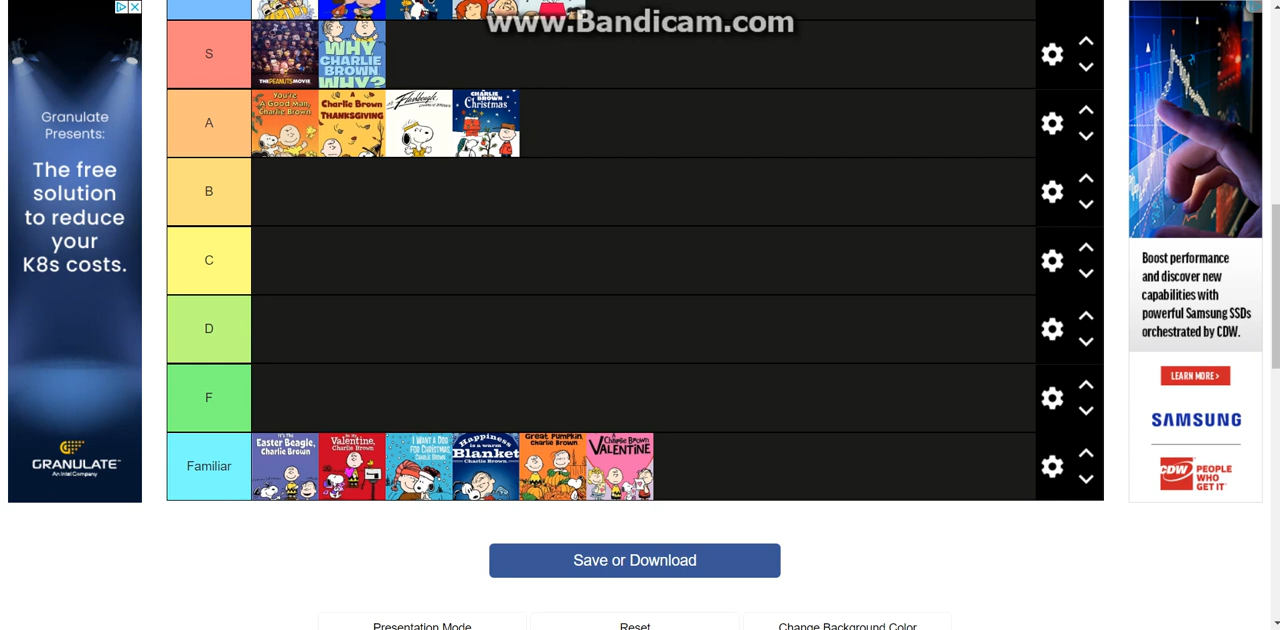 www.Bandicam.com
Granulate
Presents:
The free
solution
to reduce
your
K8s costs.
GRANULATE
An Intel Company
S
THE PEANUTS MOVIE
WHY
CHARLIE
BROWN
WHY?
A
You're
A Good Man,
Charlie Brown
A
Charlie Brown
THANKSGIVING
Flashbeagle
CHARLIE BROWN
Christmas
B
C
D
F
Familiar
It's The
Easter Beagle,
Charlie Brown
Be My
Valentine,
Charlie Brown
I WANT A DOG
FOR CHRISTMAS
CHARLIE BROWN
Happiness
is a warm
Blanket
Charlie Brown
Great Pumpkin,
Charlie Brown
A Charlie Brown
VALENTINE
Save or Download
Presentation Mode
Reset
Change Background Color
Boost performance
and discover new
capabilities with
powerful Samsung SSDs
orchestrated by CDW.
LEARN MORE >
SAMSUNG
CDW
PEOPLE
WHO
GET IT